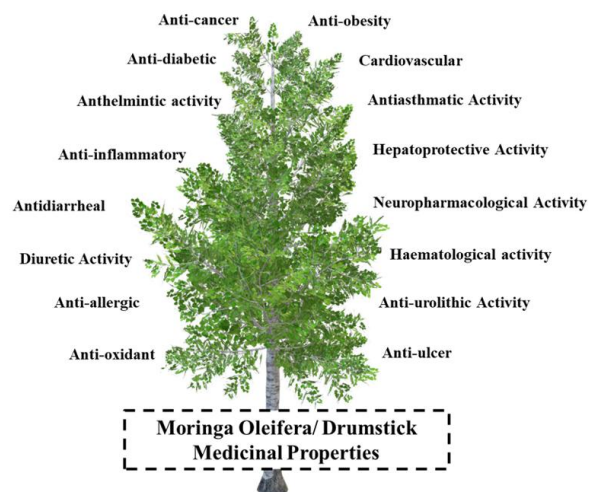 Anti-cancer
Anti-obesity
Anti-diabetic
Cardiovascular
Anthelmintic activity
Antiasthmatic Activity
Anti-inflammatory
Hepatoprotective Activity
Antidiarrheal
Neuropharmacological Activity
Diuretic Activity
Haematological activity
Anti-allergic
Anti-urolithic Activity
Anti-oxidant
Anti-ulcer
Moringa Oleifera/ Drumstick
Medicinal Properties